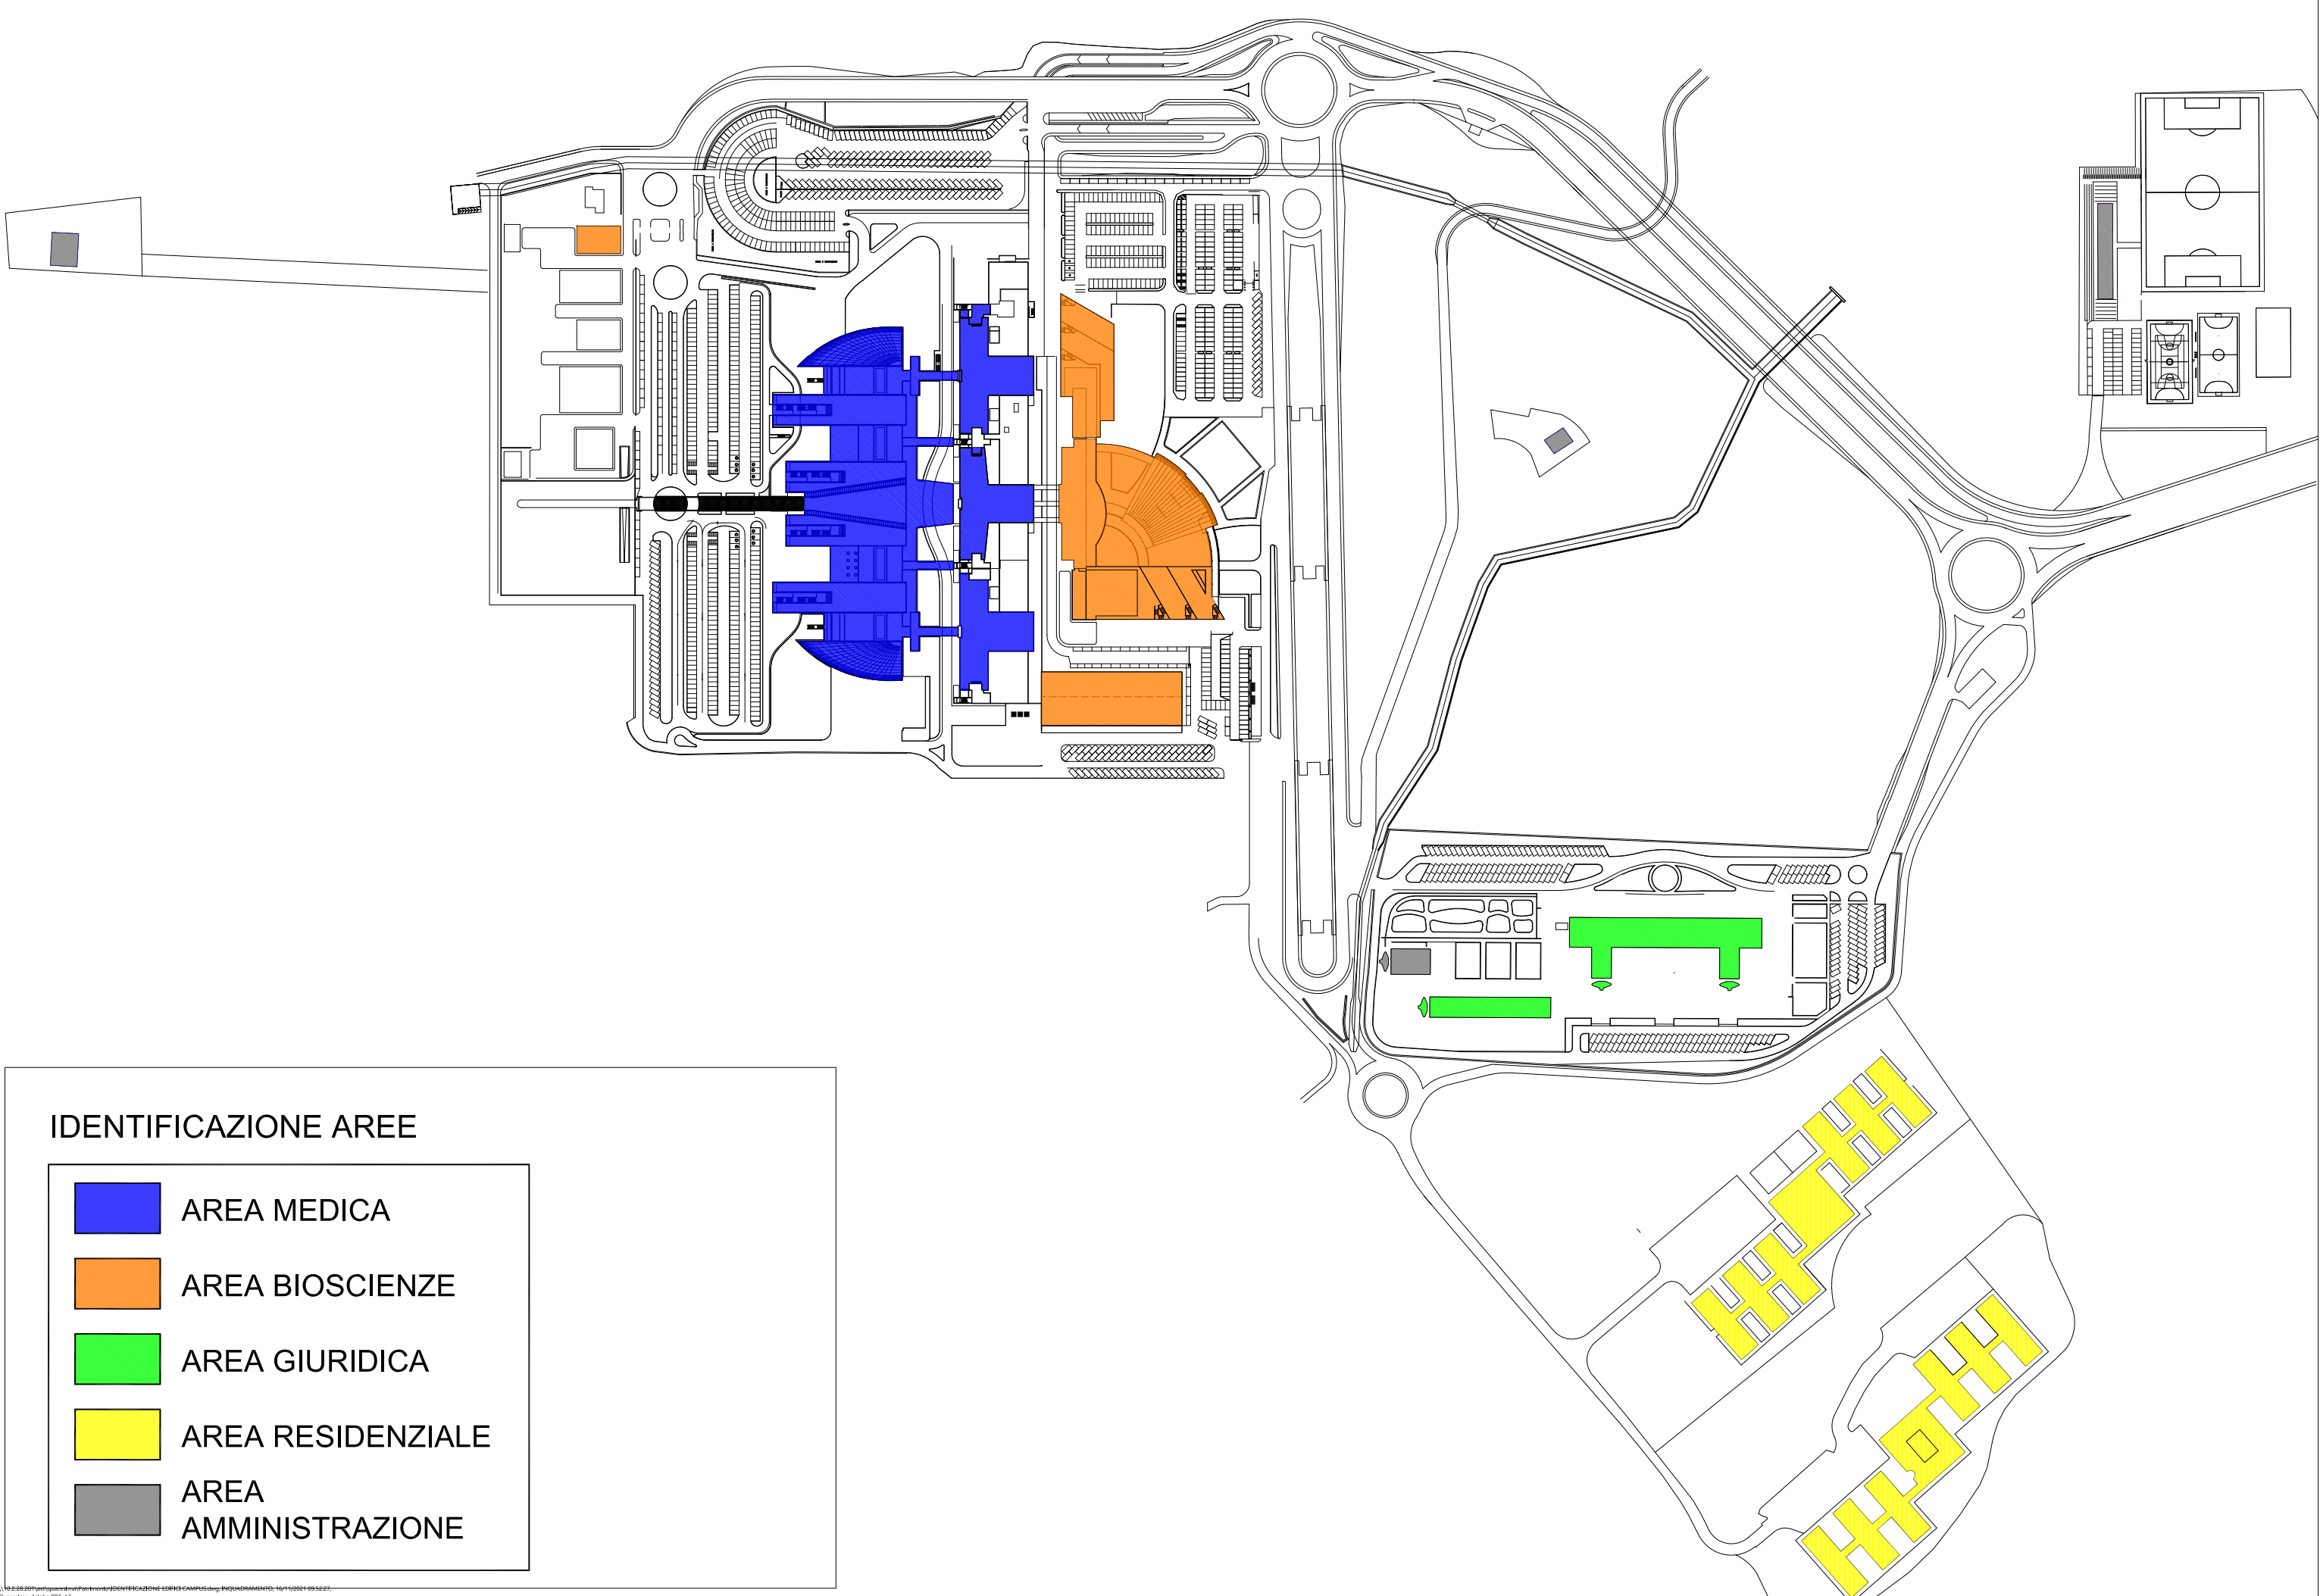 IDENTIFICAZIONE AREE
AREA MEDICA
AREA BIOSCIENZE
AREA GIURIDICA
AREA RESIDENZIALE
AREA
AMMINISTRAZIONE